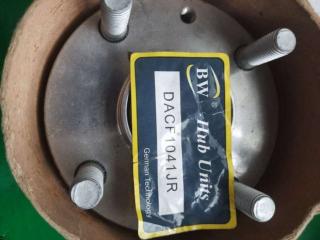 BW ®
Hub Units
DACF1041JR
German Technology